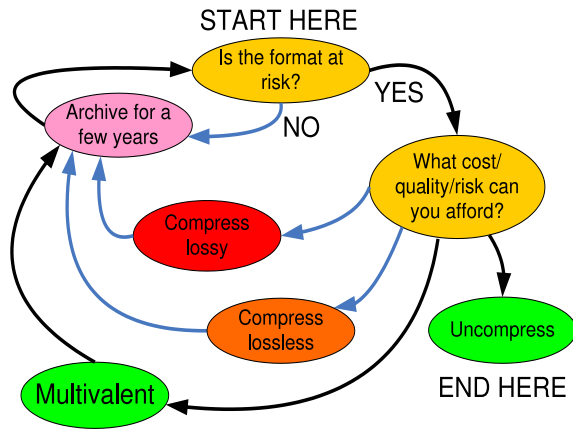 START HERE
Is the format at
risk?
YES
NO
Archive for a
few years
What cost/
quality/risk can
you afford?
Compress
lossy
Compress
lossless
Uncompress
END HERE
Multivalent